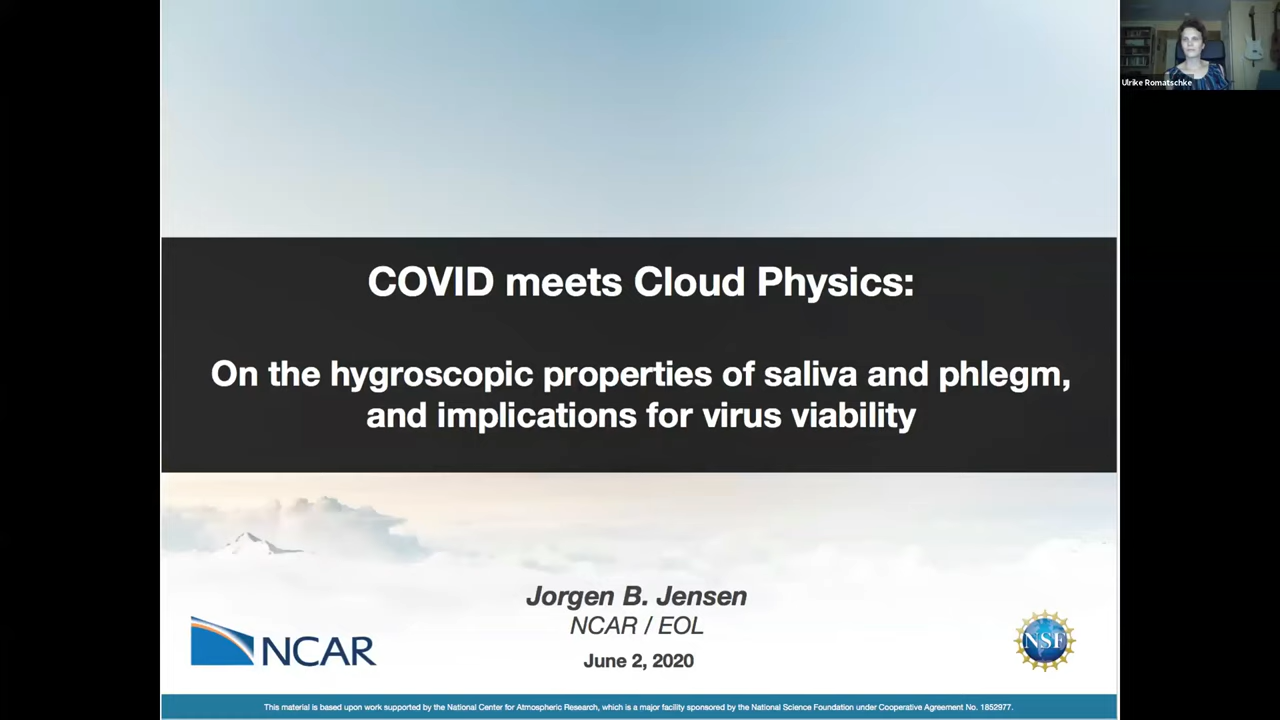 Ulrike Romatschke
COVID meets Cloud Physics:
On the hygroscopic properties of saliva and phlegm,
and implications for virus viability
Jorgen B. Jensen
NCAR / EOL
June 2, 2020
NCAR
NSF
This material is based upon work supported by the National Center for Atmospheric Research, which is a major facility sponsored by the National Science Foundation under Cooperative Agreement No. 1852977.